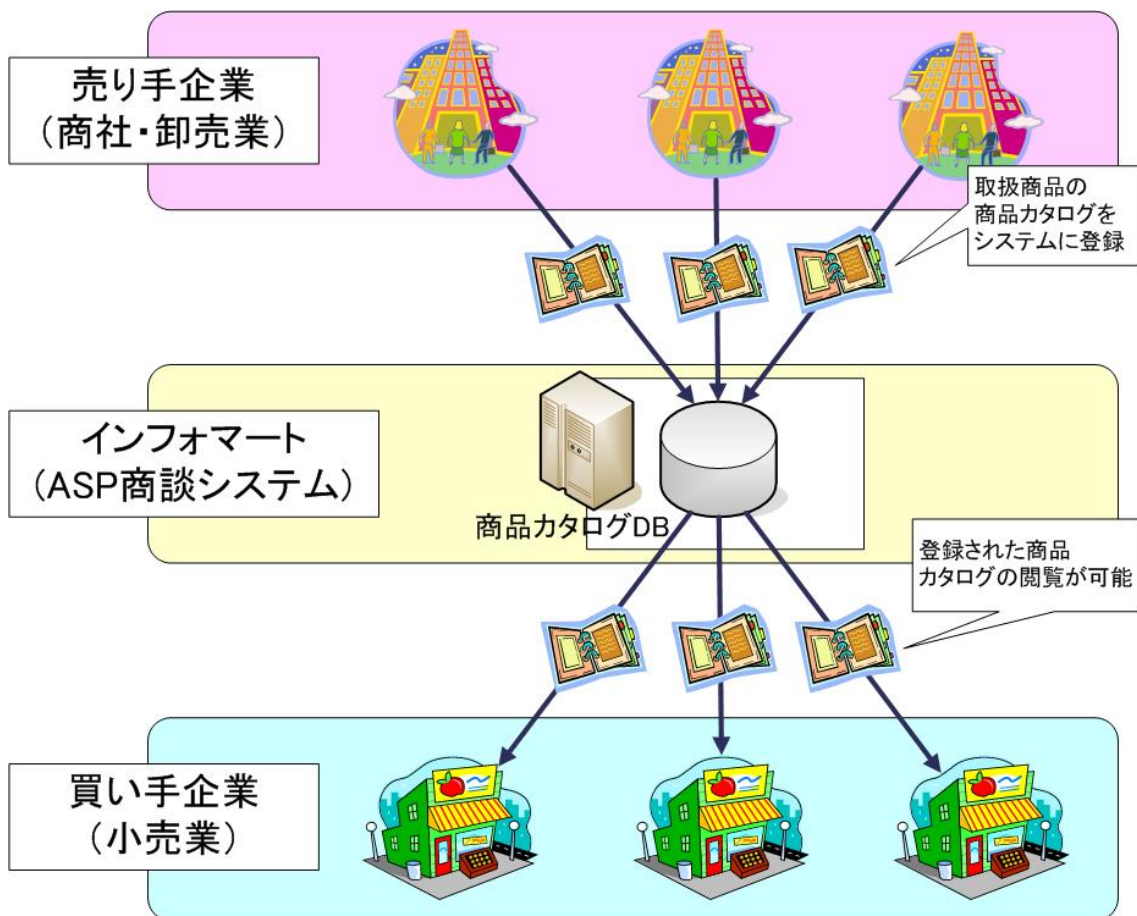 売り手企業
（商社・卸売業）
取扱商品の
商品カタログを
システムに登録
インフォマート
（ASP商談システム）
商品カタログDB
登録された商品
カタログの閲覧が可能
買い手企業
（小売業）